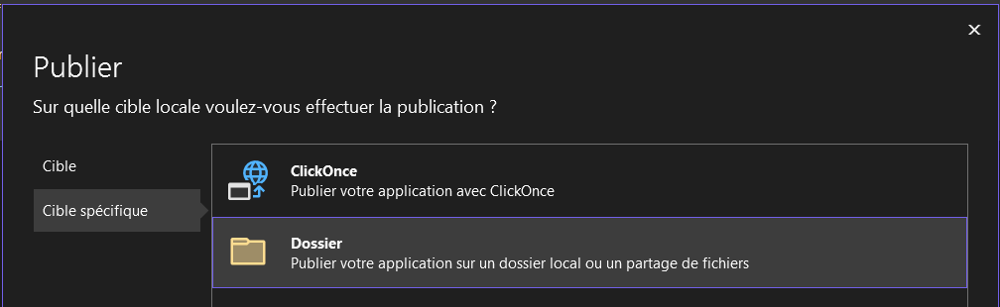 Publier
Sur quelle cible locale voulez-vous effectuer la publication ?
Cible
Cible spécifique
ClickOnce
Publier votre application avec ClickOnce
Dossier
Publier votre application sur un dossier local ou un partage de fichiers